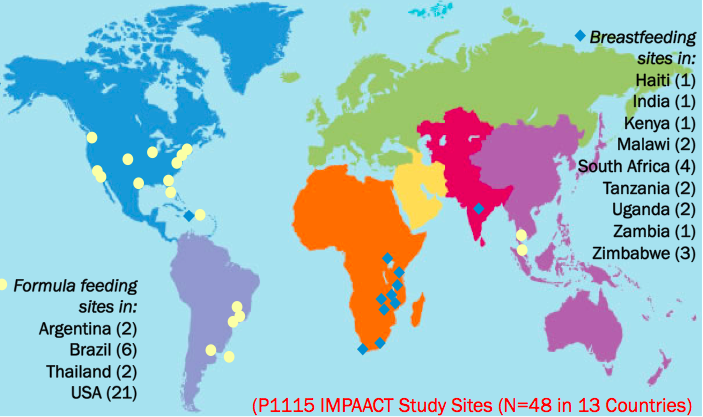 Breastfeeding
sites in:
Haiti (1)
India (1)
Kenya (1)
Malawi (2)
South Africa (4)
Tanzania (2)
Uganda (2)
Zambia (1)
Zimbabwe (3)
Formula feeding
sites in:
Argentina (2)
Brazil (6)
Thailand (2)
USA (21)
(P1115 IMPAACT Study Sites (N=48 in 13 Countries)